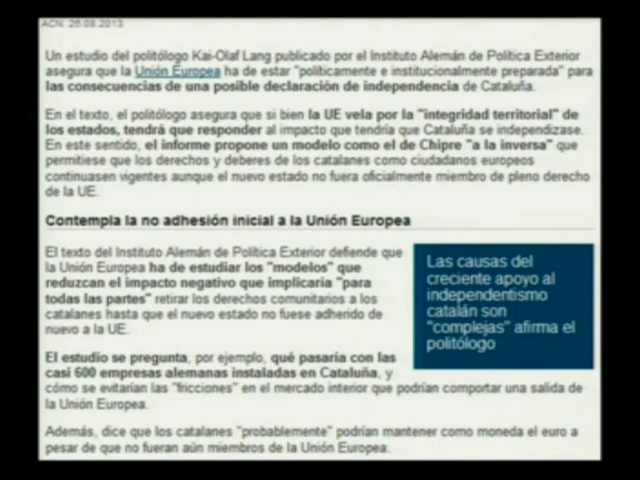 ACN. 26.08.2013
Un estudio del politólogo Kai-Olaf Lang publicado por el Instituto Alemán de Política Exterior
asegura que la Unión Europea ha de estar "políticamente e institucionalmente preparada" para
las consecuencias de una posible declaración de independencia de Cataluña.
En el texto, el politólogo asegura que si bien la UE vela por la "integridad territorial" de
los estados, tendrá que responder al impacto que tendría que Cataluña se independizase.
En este sentido, el informe propone un modelo como el de Chipre "a la inversa" que
permitiese que los derechos y deberes de los catalanes como ciudadanos europeos
continuasen vigentes aunque el nuevo estado no fuera oficialmente miembro de pleno derecho
de la UE.
Contempla la no adhesión inicial a la Unión Europea
El texto del Instituto Alemán de Política Exterior defiende que
la Unión Europea ha de estudiar los "modelos" que
reduzcan el impacto negativo que implicaría "para
todas las partes" retirar los derechos comunitarios a los
catalanes hasta que el nuevo estado no fuese adherido de
nuevo a la UE.
Las causas del
creciente apoyo al
independentismo
catalán son
"complejas" afirma el
politólogo
El estudio se pregunta, por ejemplo, qué pasaría con las
casi 600 empresas alemanas instaladas en Cataluña, y
cómo se evitarían las "fricciones" en el mercado interior que podrían comportar una salida de
la Unión Europea.
Además, dice que los catalanes "probablemente" podrían mantener como moneda el euro a
pesar de que no fueran aún miembros de la Unión Europea.